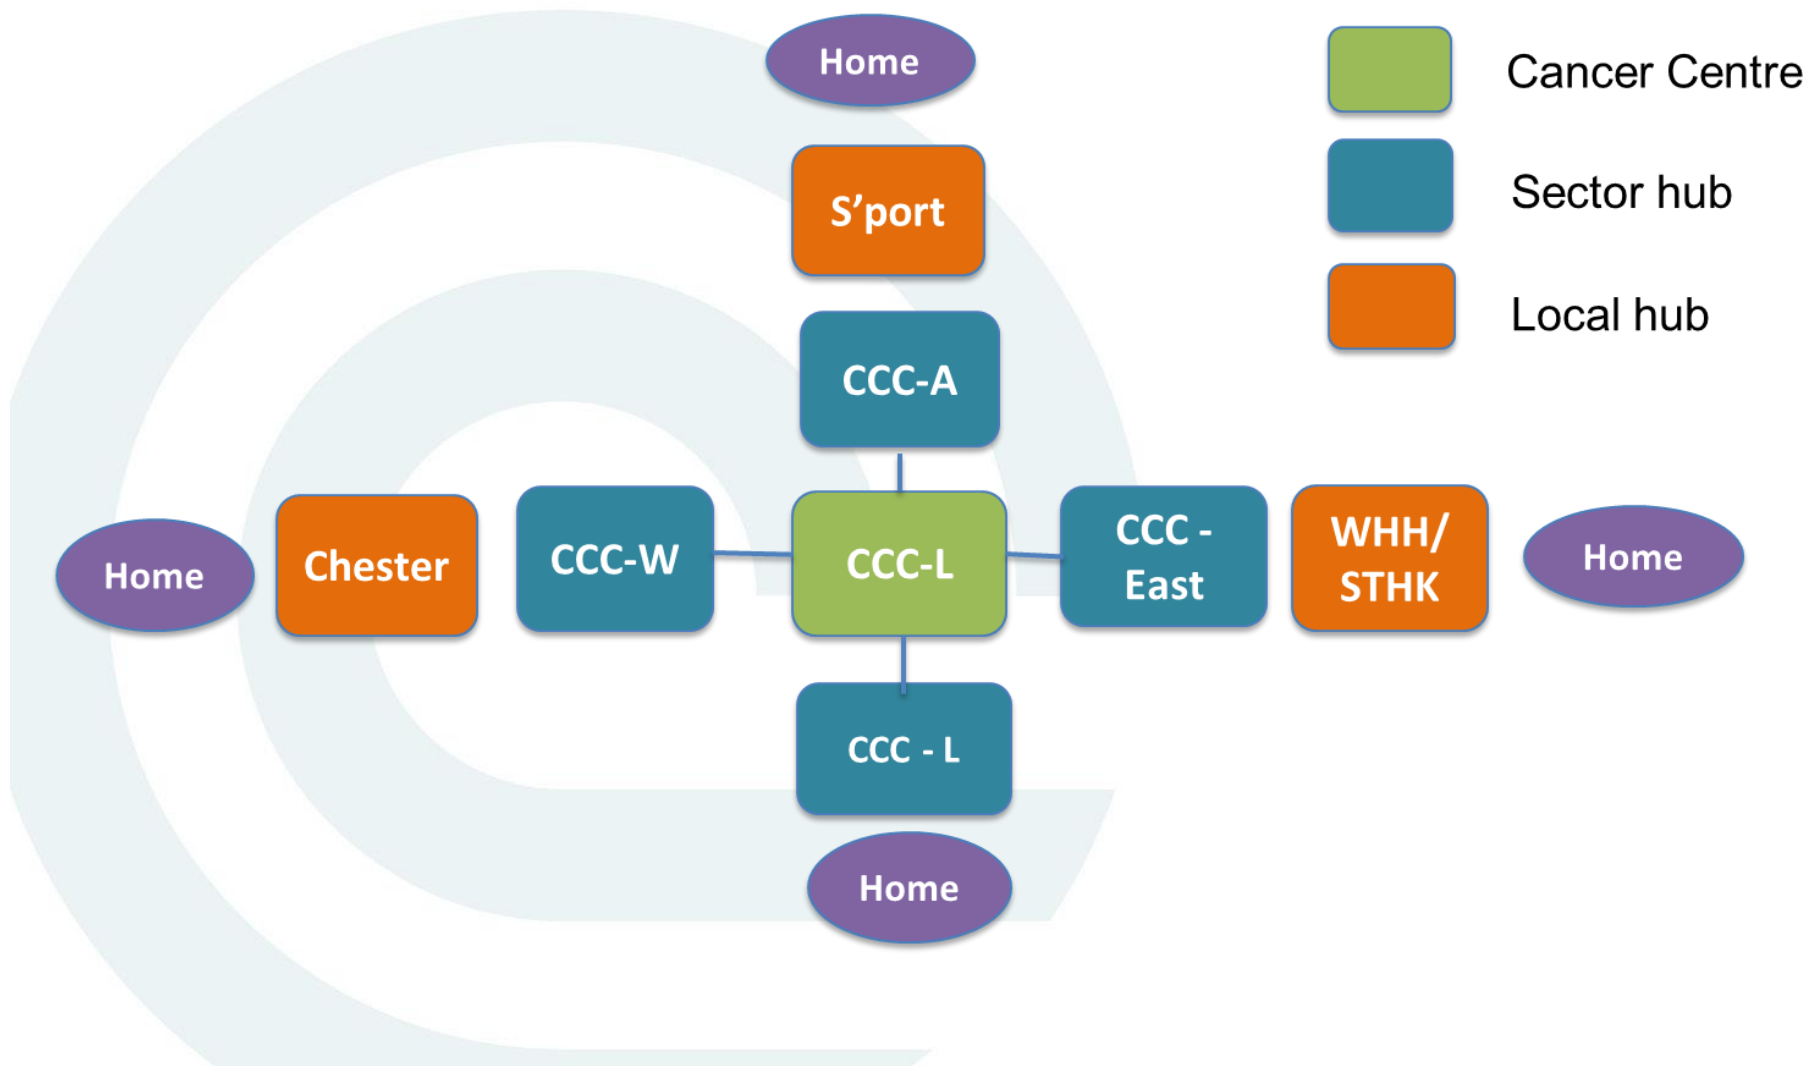 Home
Cancer Centre
S’port
Sector hub
Local hub
CCC-A
Home
Chester
CCC-W
CCC-L
CCC -
East
WHH/
STHK
Home
CCC - L
Home